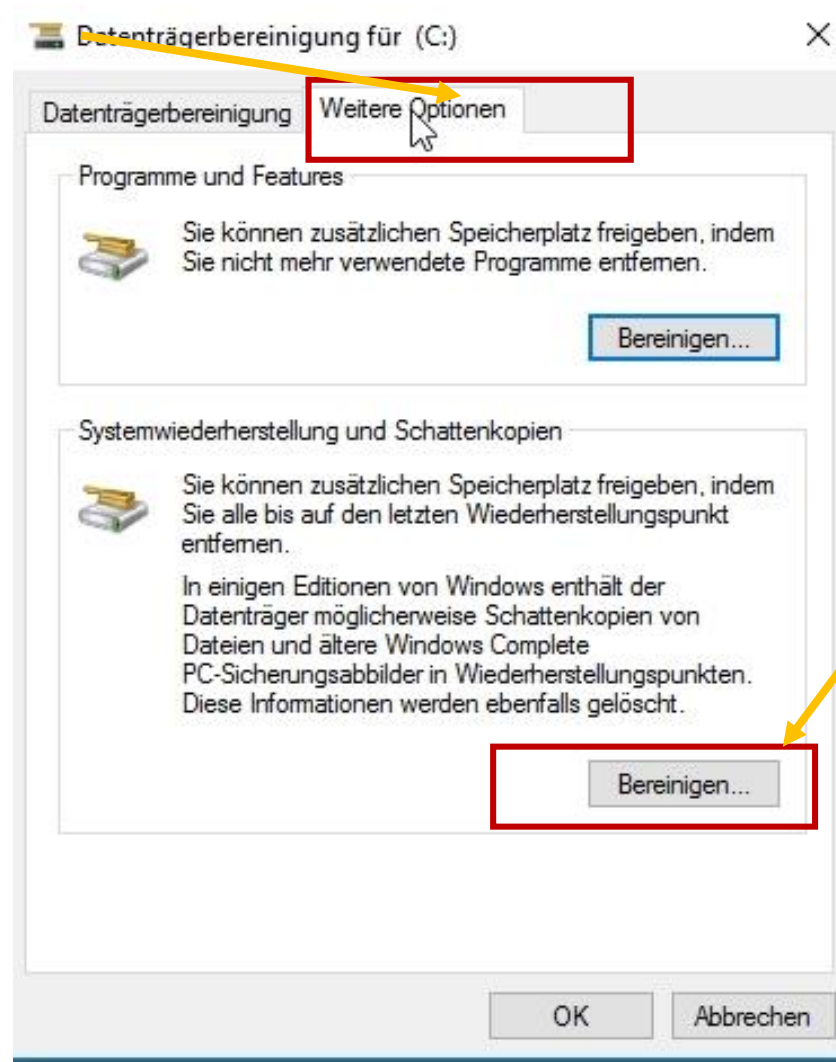 Datenträgerbereinigung für (C:)
Datenträgerbereinigung
Weitere Optionen
Programme und Features
Sie können zusätzlichen Speicherplatz freigeben, indem
Sie nicht mehr verwendete Programme entfernen.
Bereinigen...
Systemwiederherstellung und Schattenkopien
Sie können zusätzlichen Speicherplatz freigeben, indem
Sie alle bis auf den letzten Wiederherstellungspunkt
entfernen.
In einigen Editionen von Windows enthält der
Datenträger möglicherweise Schattenkopien von
Dateien und ältere Windows Complete
PC-Sicherungsabbilder in Wiederherstellungspunkten.
Diese Informationen werden ebenfalls gelöscht.
Bereinigen...
OK
Abbrechen